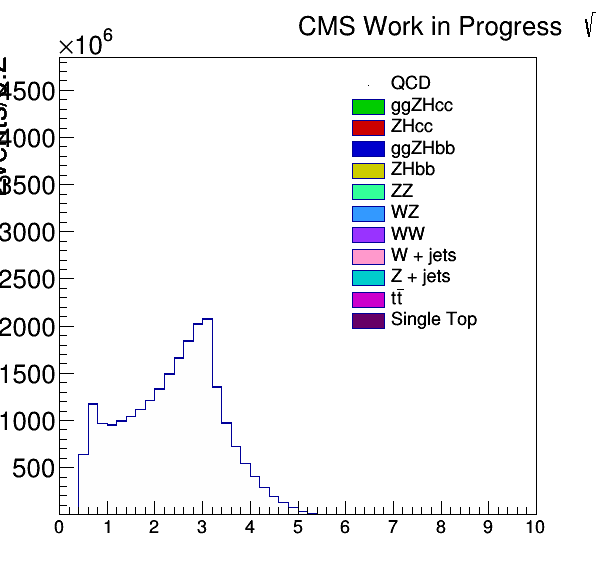 CMS Work in Progress √
×10⁶
4500
4000
3500
3000
2500
2000
1500
1000
500
0 1 2 3 4 5 6 7 8 9 10
QCD
ggZHcc
ZHcc
ggZHbb
ZHbb
ZZ
WZ
WW
W + jets
Z + jets
tt̄
Single Top